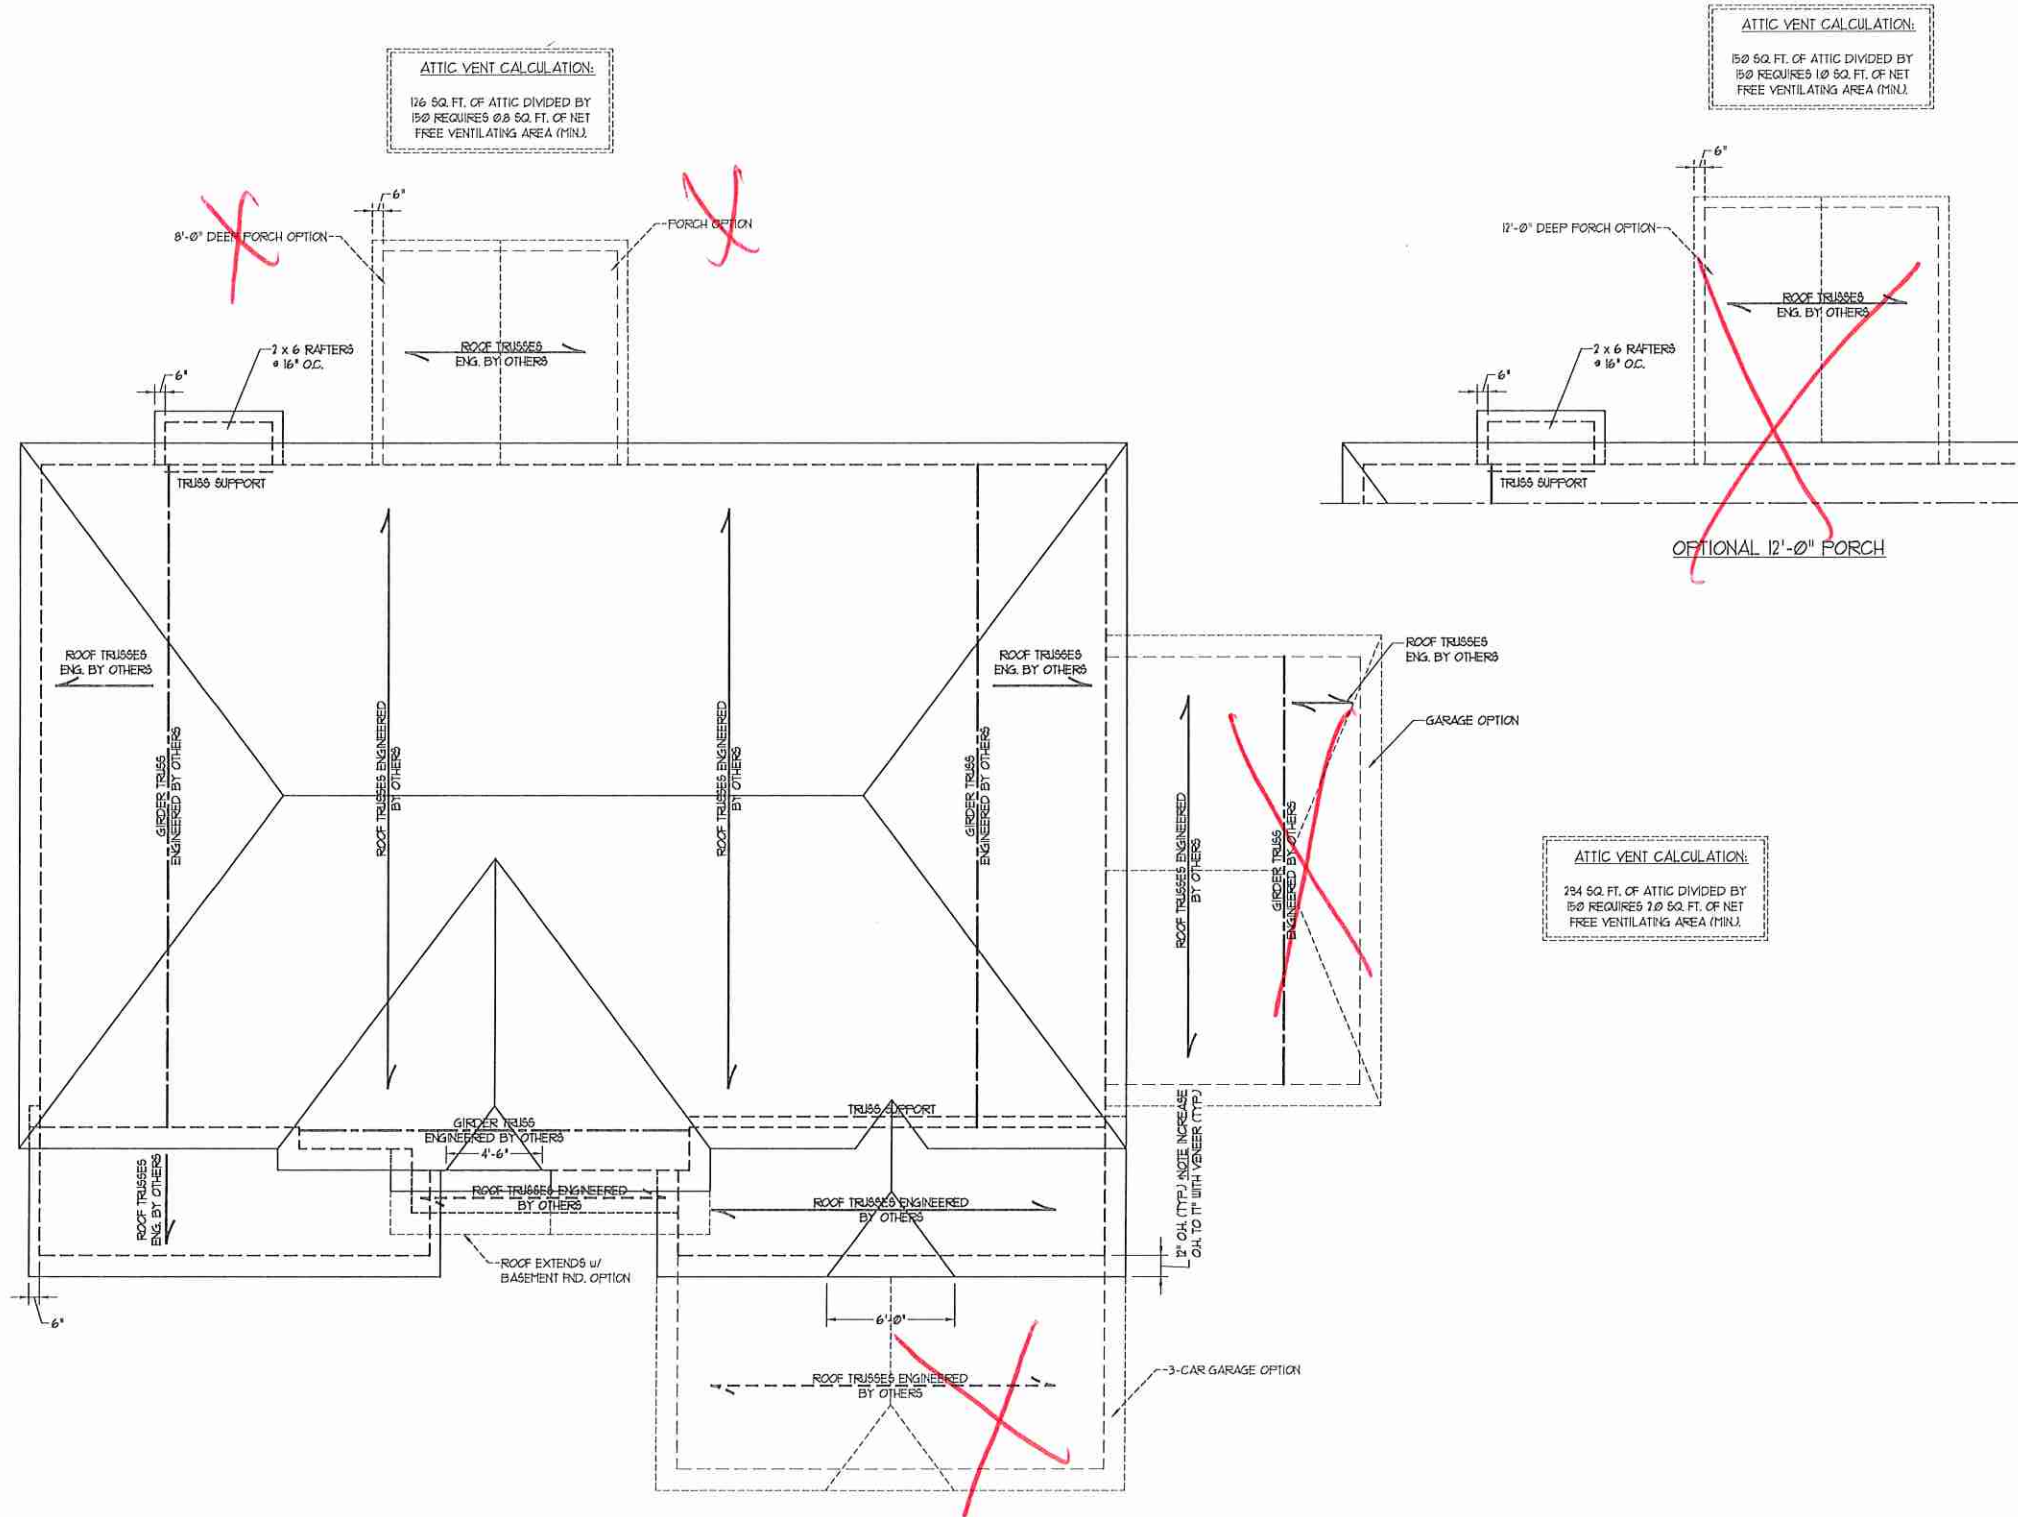 ATTIC VENT CALCULATION:
126 SQ. FT. OF ATTIC DIVIDED BY
150 REQUIRES 0.8 SQ. FT. OF NET
FREE VENTILATING AREA (MIN.).
ATTIC VENT CALCULATION:
150 SQ. FT. OF ATTIC DIVIDED BY
150 REQUIRES 1.0 SQ. FT. OF NET
FREE VENTILATING AREA (MIN.).
6"
8'-0" DEEP PORCH OPTION
PORCH OPTION
ROOF TRUSSES
ENG. BY OTHERS
2 x 6 RAFTERS
@ 16" O.C.
6"
TRUSS SUPPORT
6"
12'-0" DEEP PORCH OPTION
ROOF TRUSSES
ENG. BY OTHERS
2 x 6 RAFTERS
@ 16" O.C.
6"
TRUSS SUPPORT
OPTIONAL 12'-0" PORCH
ROOF TRUSSES
ENG. BY OTHERS
GIRDER TRUSS
ENGINEERED BY OTHERS
ROOF TRUSSES ENGINEERED
BY OTHERS
ROOF TRUSSES ENGINEERED
BY OTHERS
ROOF TRUSSES
ENG. BY OTHERS
GIRDER TRUSS
ENGINEERED BY OTHERS
ROOF TRUSSES
ENG. BY OTHERS
GARAGE OPTION
ROOF TRUSSES ENGINEERED
BY OTHERS
GIRDER TRUSS
ENGINEERED BY OTHERS
ATTIC VENT CALCULATION:
294 SQ. FT. OF ATTIC DIVIDED BY
150 REQUIRES 2.0 SQ. FT. OF NET
FREE VENTILATING AREA (MIN.).
TRUSS SUPPORT
GIRDER TRUSS
ENGINEERED BY OTHERS
4'-6"
ROOF TRUSSES
ENG. BY OTHERS
ROOF TRUSSES ENGINEERED
BY OTHERS
ROOF TRUSSES ENGINEERED
BY OTHERS
12" O.H. (TYP.) NOTE INCREASE
O.H. TO 11" WITH VENEER (TYP.)
ROOF EXTENDS w/
BASEMENT FND. OPTION
6"
6'-0"
ROOF TRUSSES ENGINEERED
BY OTHERS
3-CAR GARAGE OPTION